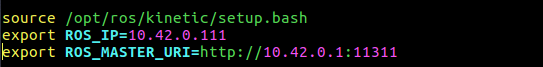 source /opt/ros/kinetic/setup.bash
export ROS_IP=10.42.0.111
export ROS_MASTER_URI=http://10.42.0.1:11311